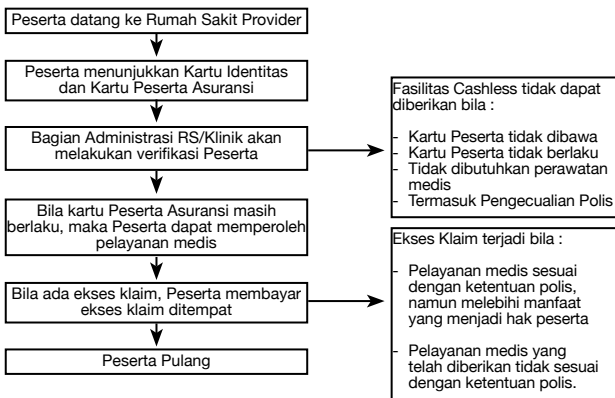 Peserta datang ke Rumah Sakit Provider
Peserta menunjukkan Kartu Identitas
dan Kartu Peserta Asuransi
Bagian Administrasi RS/Klinik akan
melakukan verifikasi Peserta
Bila kartu Peserta Asuransi masih
berlaku, maka Peserta dapat memperoleh
pelayanan medis
Bila ada ekses klaim, Peserta membayar
ekses klaim ditempat
Peserta Pulang
Fasilitas Cashless tidak dapat
diberikan bila :
- Kartu Peserta tidak dibawa
- Kartu Peserta tidak berlaku
- Tidak dibutuhkan perawatan
medis
- Termasuk Pengecualian Polis
Ekses Klaim terjadi bila :
- Pelayanan medis sesuai
dengan ketentuan polis,
namun melebihi manfaat
yang menjadi hak peserta
- Pelayanan medis yang
telah diberikan tidak sesuai
dengan ketentuan polis.